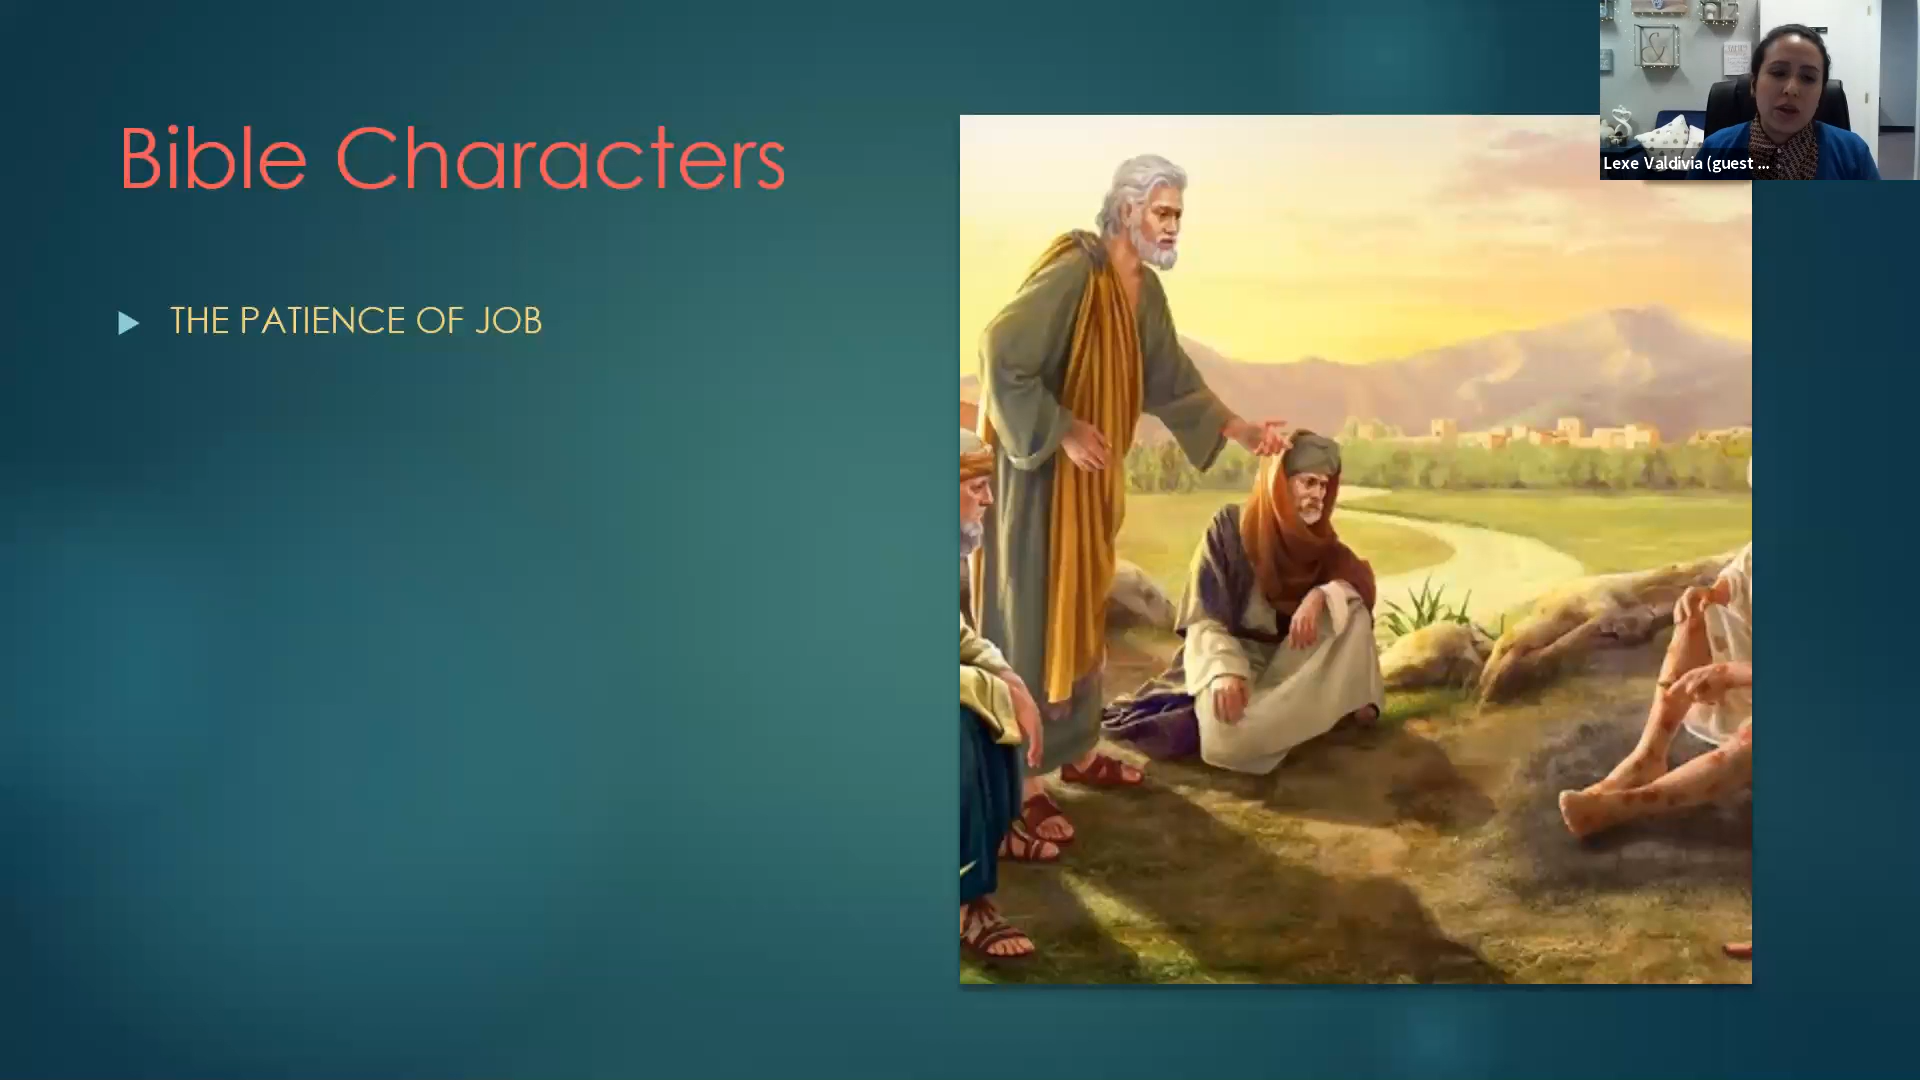 Bible Characters
THE PATIENCE OF JOB
&
Lexe Valdivia (guest ...